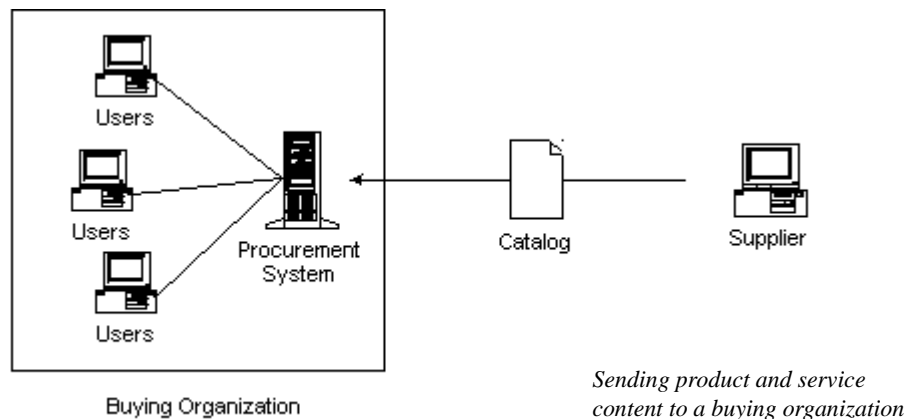 Users
Users
Users
Procurement
System
Catalog
Supplier
Buying Organization
Sending product and service
content to a buying organization